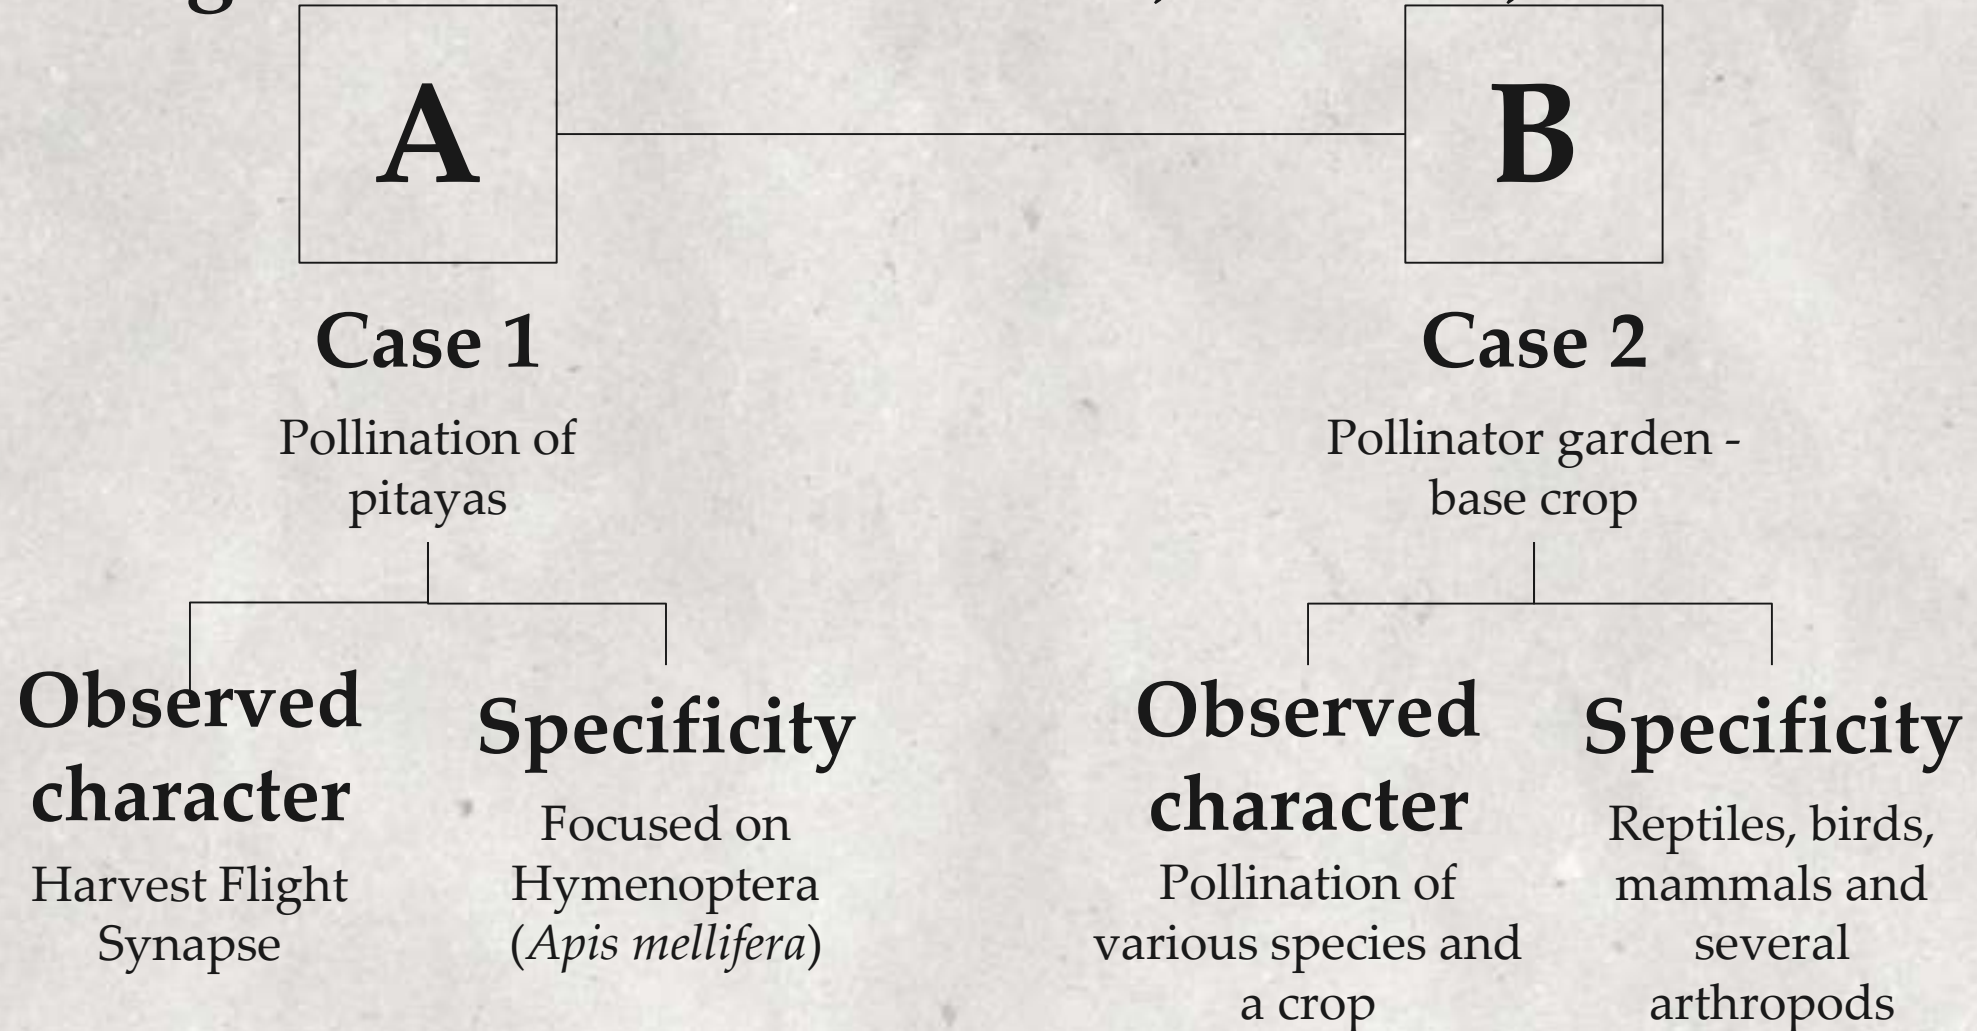 A
B
Case 1
Pollination of
pitayas
Case 2
Pollinator garden -
base crop
Observed
character
Harvest Flight
Synapse
Specificity
Focused on
Hymenoptera
(Apis mellifera)
Observed
character
Pollination of
various species and
a crop
Specificity
Reptiles, birds,
mammals and
several
arthropods